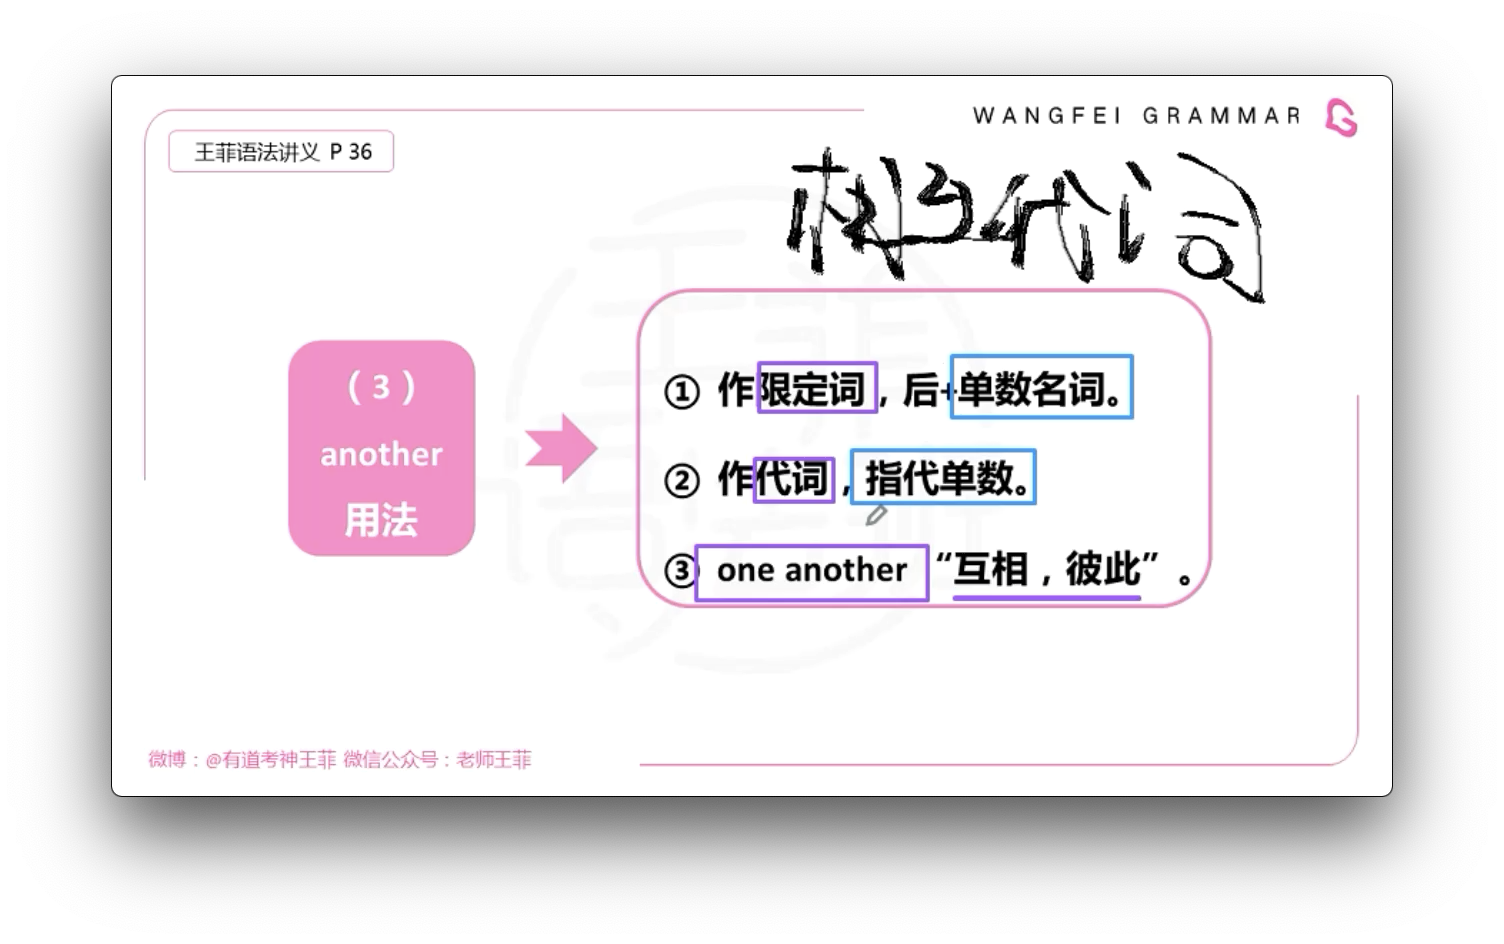 WANGFEI GRAMMAR
王菲语法讲义 P 36
相互代词
(3)
another
用法
① 作限定词，后+单数名词。
② 作代词，指代单数。
③ one another “互相，彼此”。
微博：@有道考神王菲 微信公众号：老师王菲